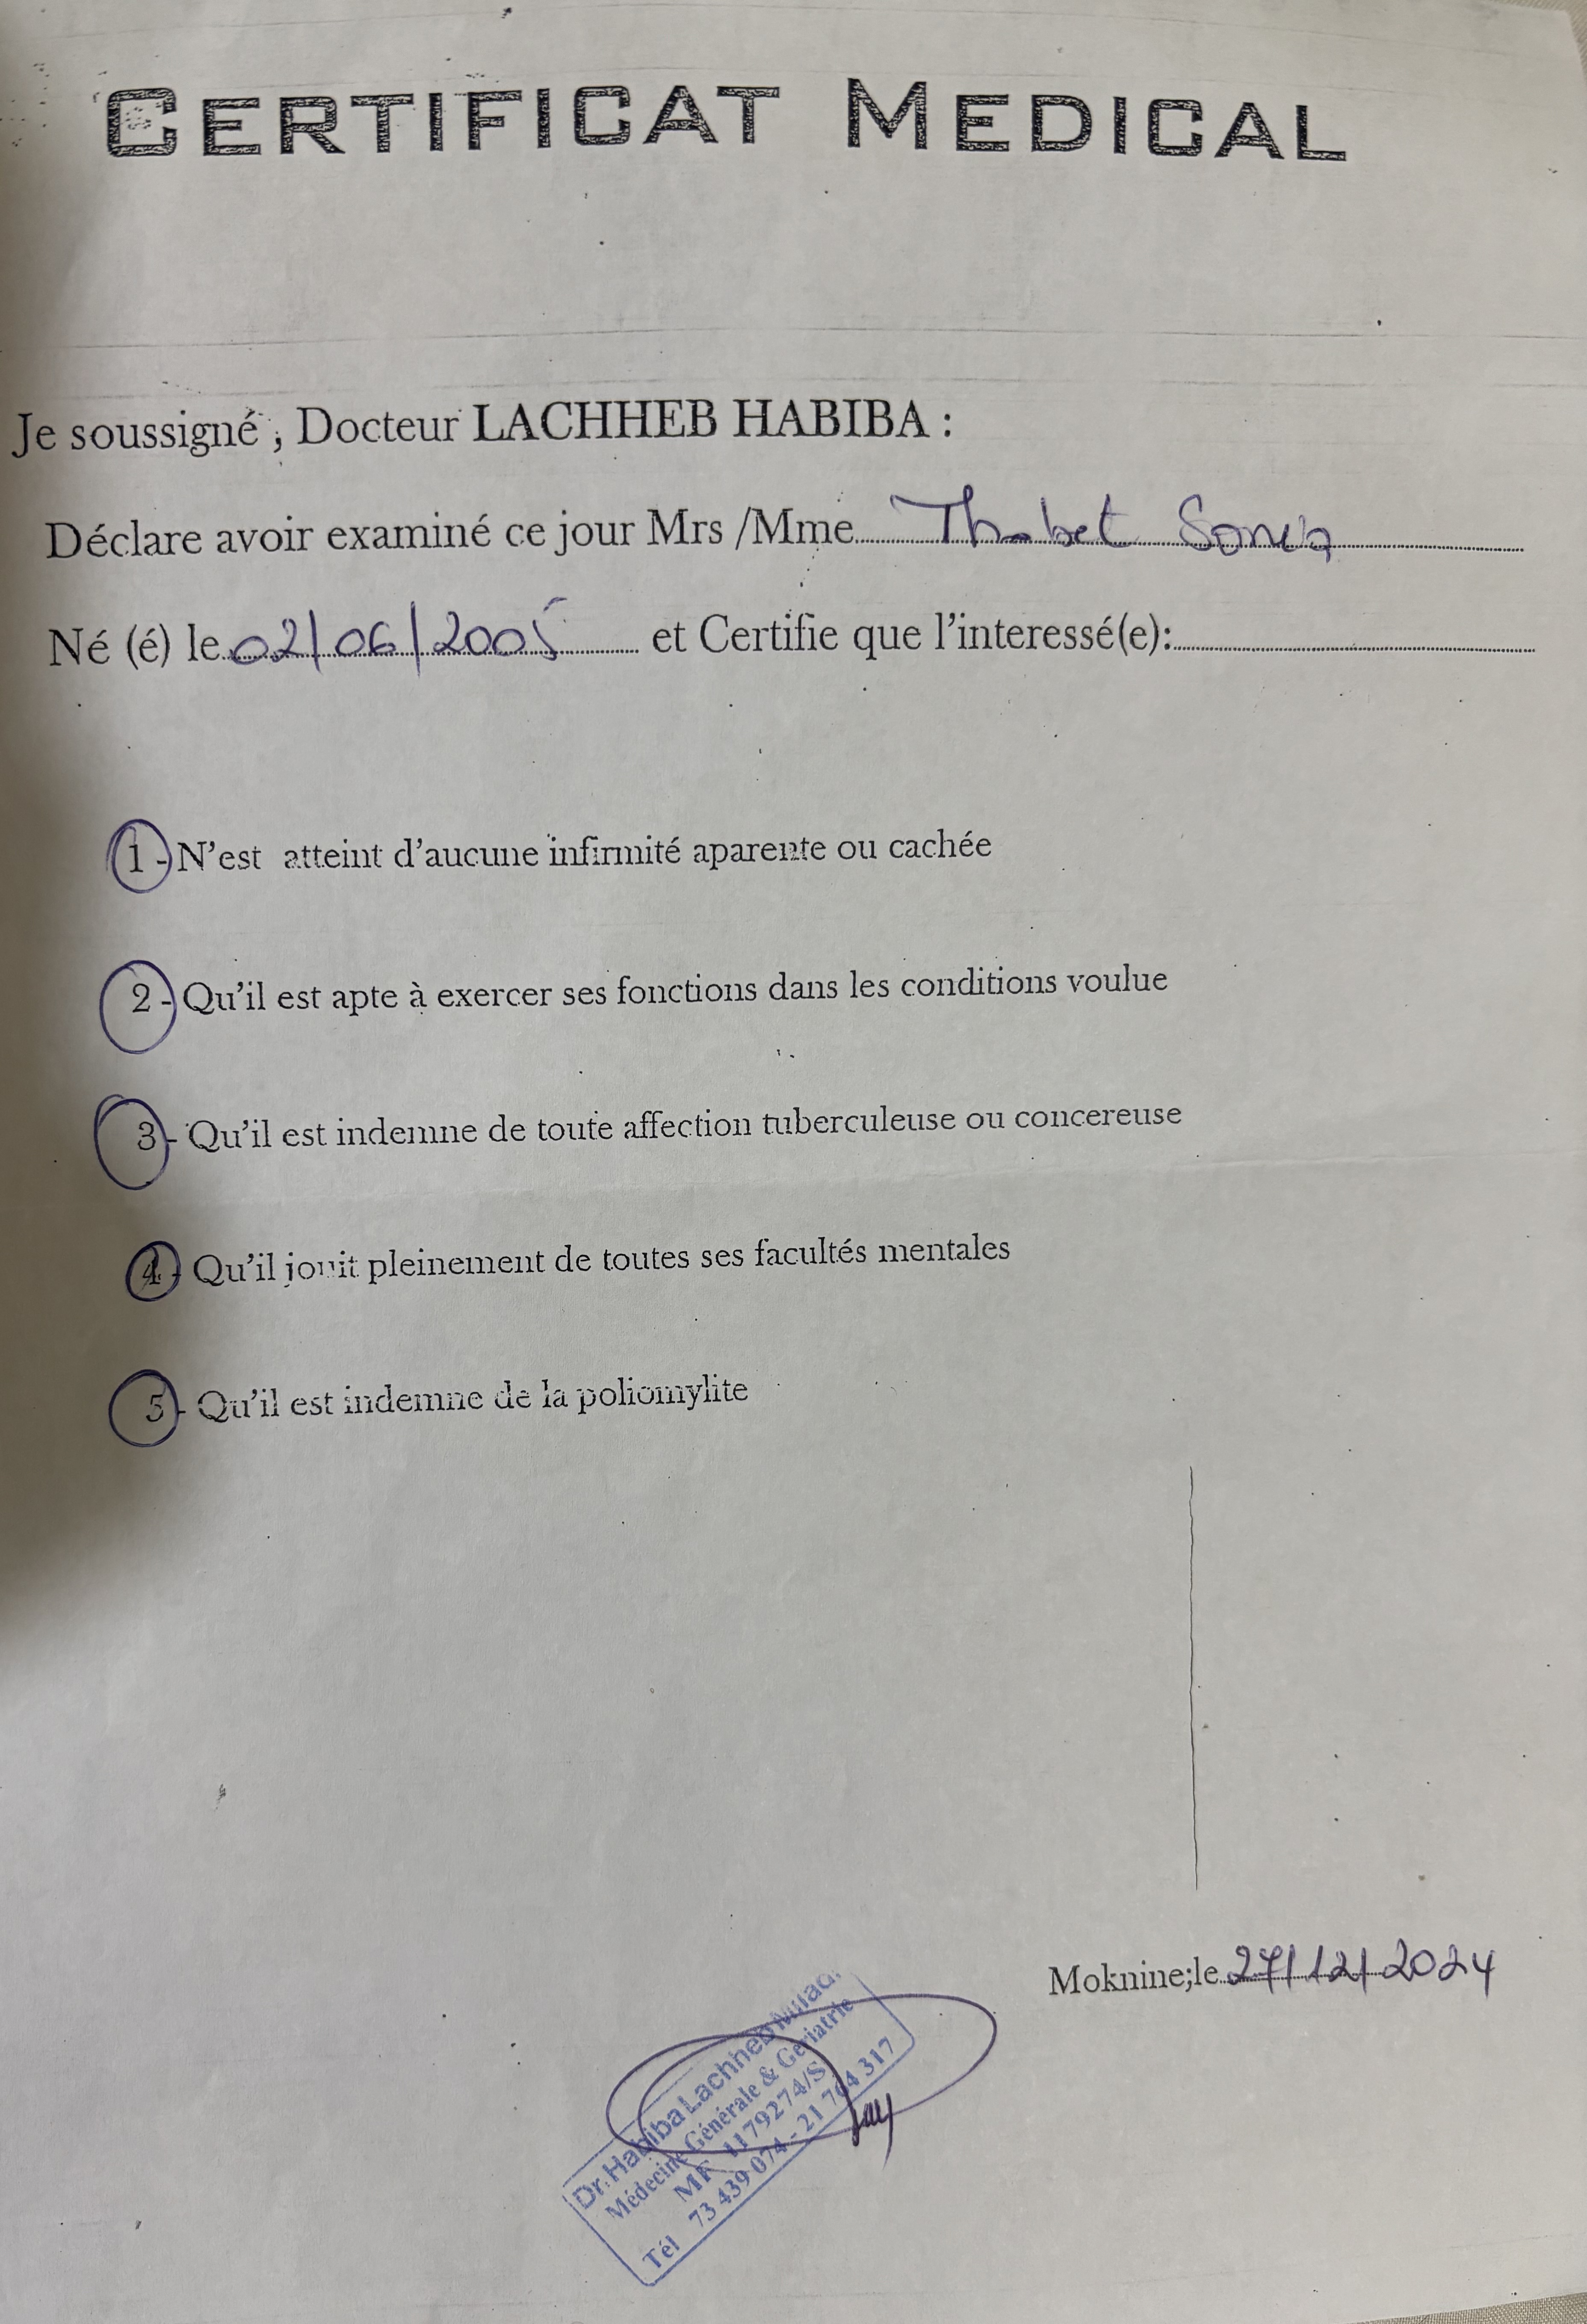 CERTIFICAT MEDICAL
Je soussigné , Docteur LACHHEB HABIBA :
Déclare avoir examiné ce jour Mrs /Mme Thabet Sonia
Né (é) le 02/06/2005 et Certifie que l'interessé(e):
1 - N'est atteint d'aucune infirmité aparente ou cachée
2 - Qu'il est apte à exercer ses fonctions dans les conditions voulue
3 - Qu'il est indemne de toute affection tuberculeuse ou concereuse
4 - Qu'il jouit pleinement de toutes ses facultés mentales
5 - Qu'il est indemne de la poliomylite
Moknine;le 27/12/2024
Dr. Habiba Lachheb
Médecine Générale & Gériatrie
MF 1179274/S
Tél 73 439 074 - 21 764 317